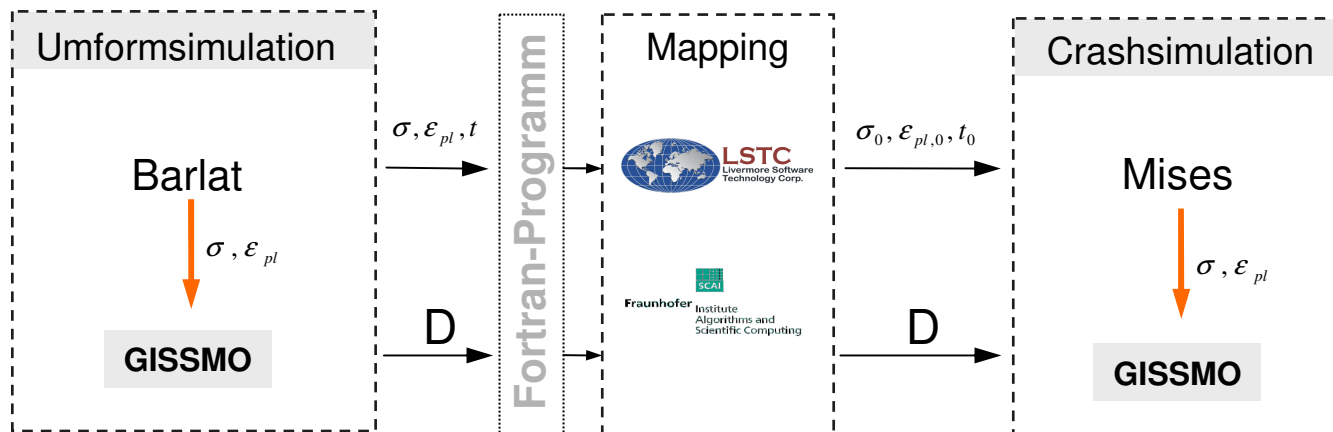 Umformsimulation
Barlat
σ, ε_pl
GISSMO
σ, ε_pl, t
D
Fortran-Programm
Mapping
LSTC
Livermore Software
Technology Corp.
SCAI
Fraunhofer
Institute
Algorithms and
Scientific Computing
σ_0, ε_pl,0, t_0
D
Crashsimulation
Mises
σ, ε_pl
GISSMO